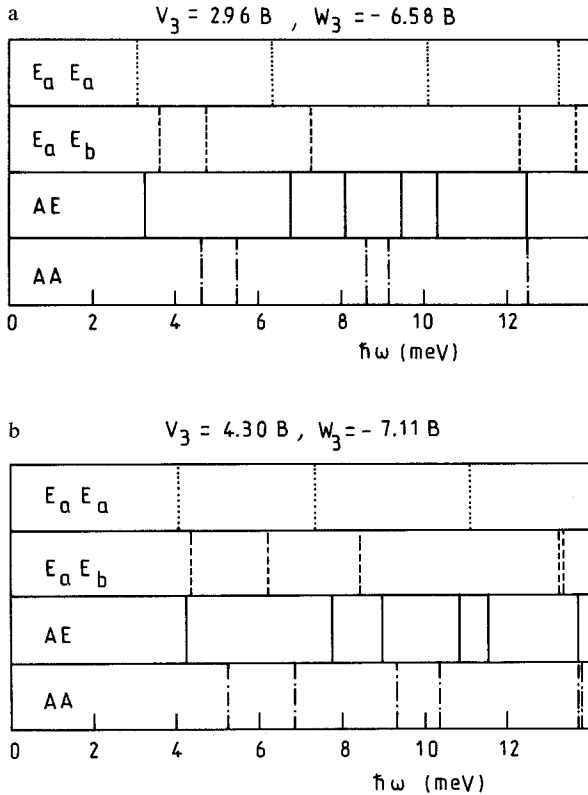 a
V₃ = 2.96 B , W₃ = - 6.58 B
Eₐ Eₐ
Eₐ E_b
AE
AA
0 2 4 6 8 10 12
ħω (meV)
b
V₃ = 4.30 B , W₃ = - 7.11 B
Eₐ Eₐ
Eₐ E_b
AE
AA
0 2 4 6 8 10 12
ħω (meV)